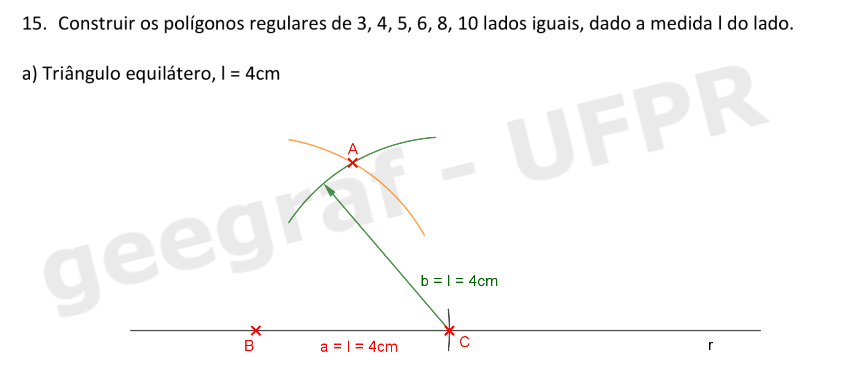 15. Construir os polígonos regulares de 3, 4, 5, 6, 8, 10 lados iguais, dado a medida l do lado.
a) Triângulo equilátero, l = 4cm
geegraf - UFPR
A
b = l = 4cm
B
a = l = 4cm
C
r